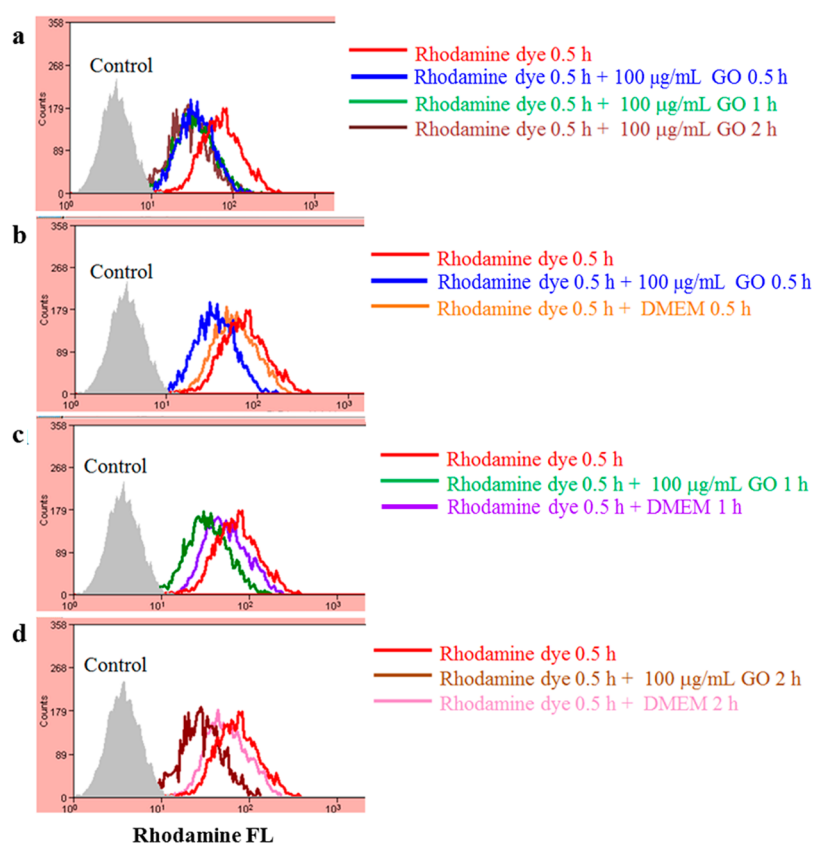 a
358
268
179
89
0
Counts
Control
10⁰ 10¹ 10² 10³
Rhodamine dye 0.5 h
Rhodamine dye 0.5 h + 100 µg/mL GO 0.5 h
Rhodamine dye 0.5 h + 100 µg/mL GO 1 h
Rhodamine dye 0.5 h + 100 µg/mL GO 2 h
b
358
268
179
89
0
Counts
Control
10⁰ 10¹ 10² 10³
Rhodamine dye 0.5 h
Rhodamine dye 0.5 h + 100 µg/mL GO 0.5 h
Rhodamine dye 0.5 h + DMEM 0.5 h
c
358
268
179
89
0
Counts
Control
10⁰ 10¹ 10² 10³
Rhodamine dye 0.5 h
Rhodamine dye 0.5 h + 100 µg/mL GO 1 h
Rhodamine dye 0.5 h + DMEM 1 h
d
358
268
179
89
0
Counts
Control
10⁰ 10¹ 10² 10³
Rhodamine dye 0.5 h
Rhodamine dye 0.5 h + 100 µg/mL GO 2 h
Rhodamine dye 0.5 h + DMEM 2 h
Rhodamine FL